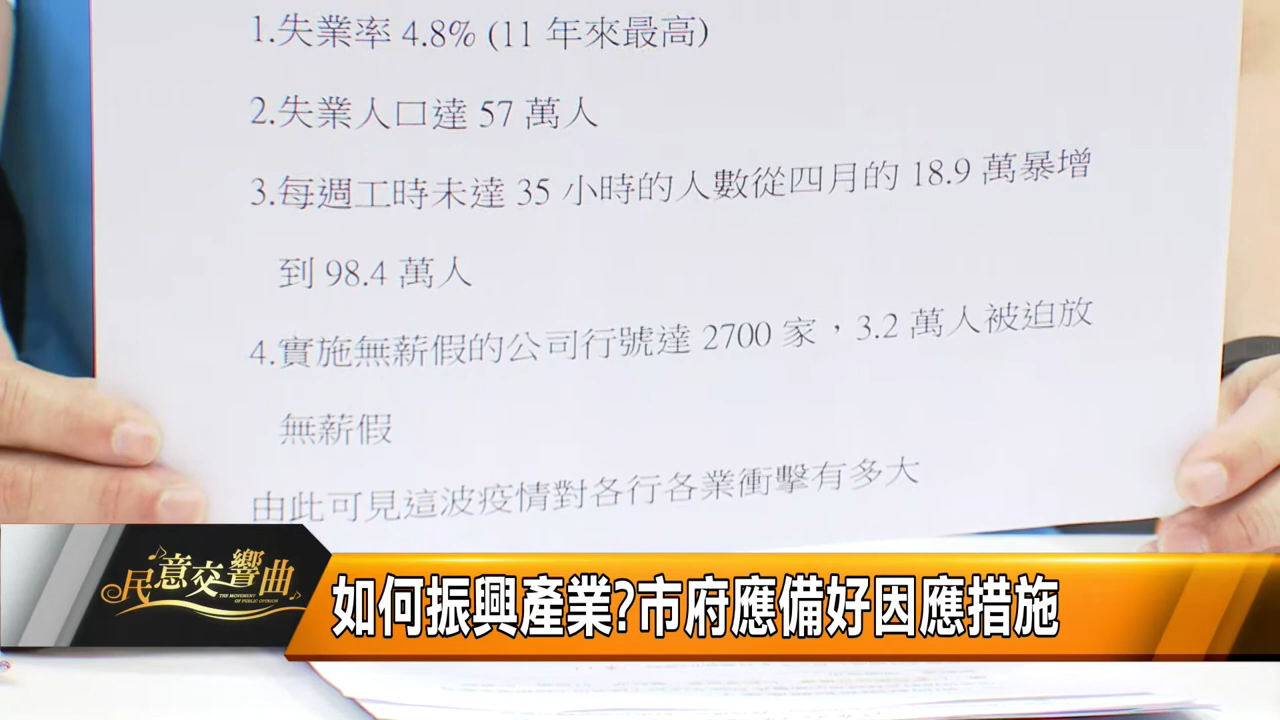 1.失業率 4.8% (11 年來最高)
2.失業人口達 57 萬人
3.每週工時未達 35 小時的人數從四月的 18.9 萬暴增
到 98.4 萬人
4.實施無薪假的公司行號達 2700 家，3.2 萬人被迫放
無薪假
由此可見這波疫情對各行各業衝擊有多大
民意交響曲
THE MOVEMENT
OF PUBLIC OPINION
如何振興產業?市府應備好因應措施